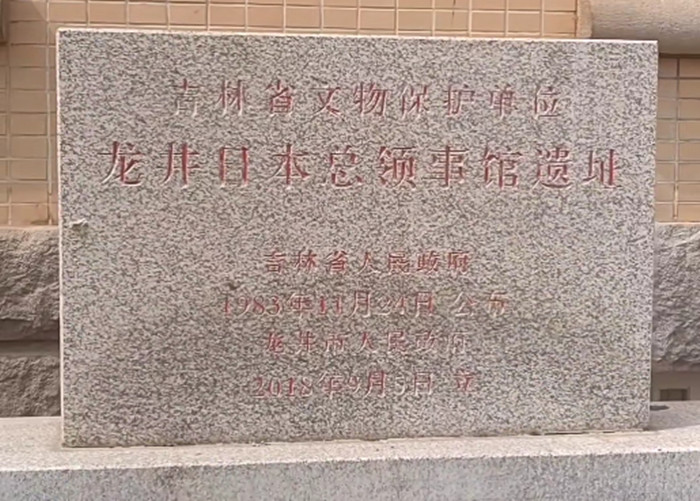 吉林省文物保护单位
龙井日本总领事馆遗址
吉林省人民政府
1983年11月24日 公布
龙井市人民政府
2018年9月5日 立